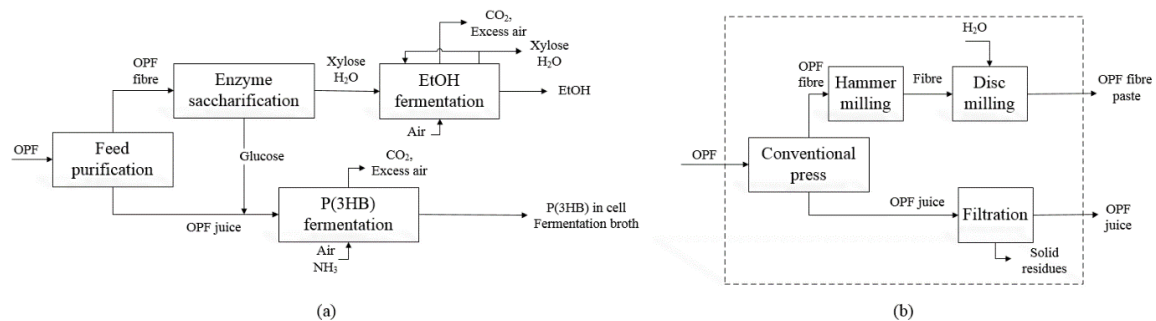 CO₂,
Excess air
Xylose
H₂O
OPF
fibre
Enzyme
saccharification
Xylose
H₂O
EtOH
fermentation
EtOH
Air
OPF
Feed
purification
Glucose
CO₂,
Excess air
OPF juice
P(3HB)
fermentation
P(3HB) in cell
Fermentation broth
Air
NH₃
(a)
H₂O
OPF
fibre
Hammer
milling
Fibre
Disc
milling
OPF fibre
paste
OPF
Conventional
press
OPF juice
Filtration
OPF
juice
Solid
residues
(b)